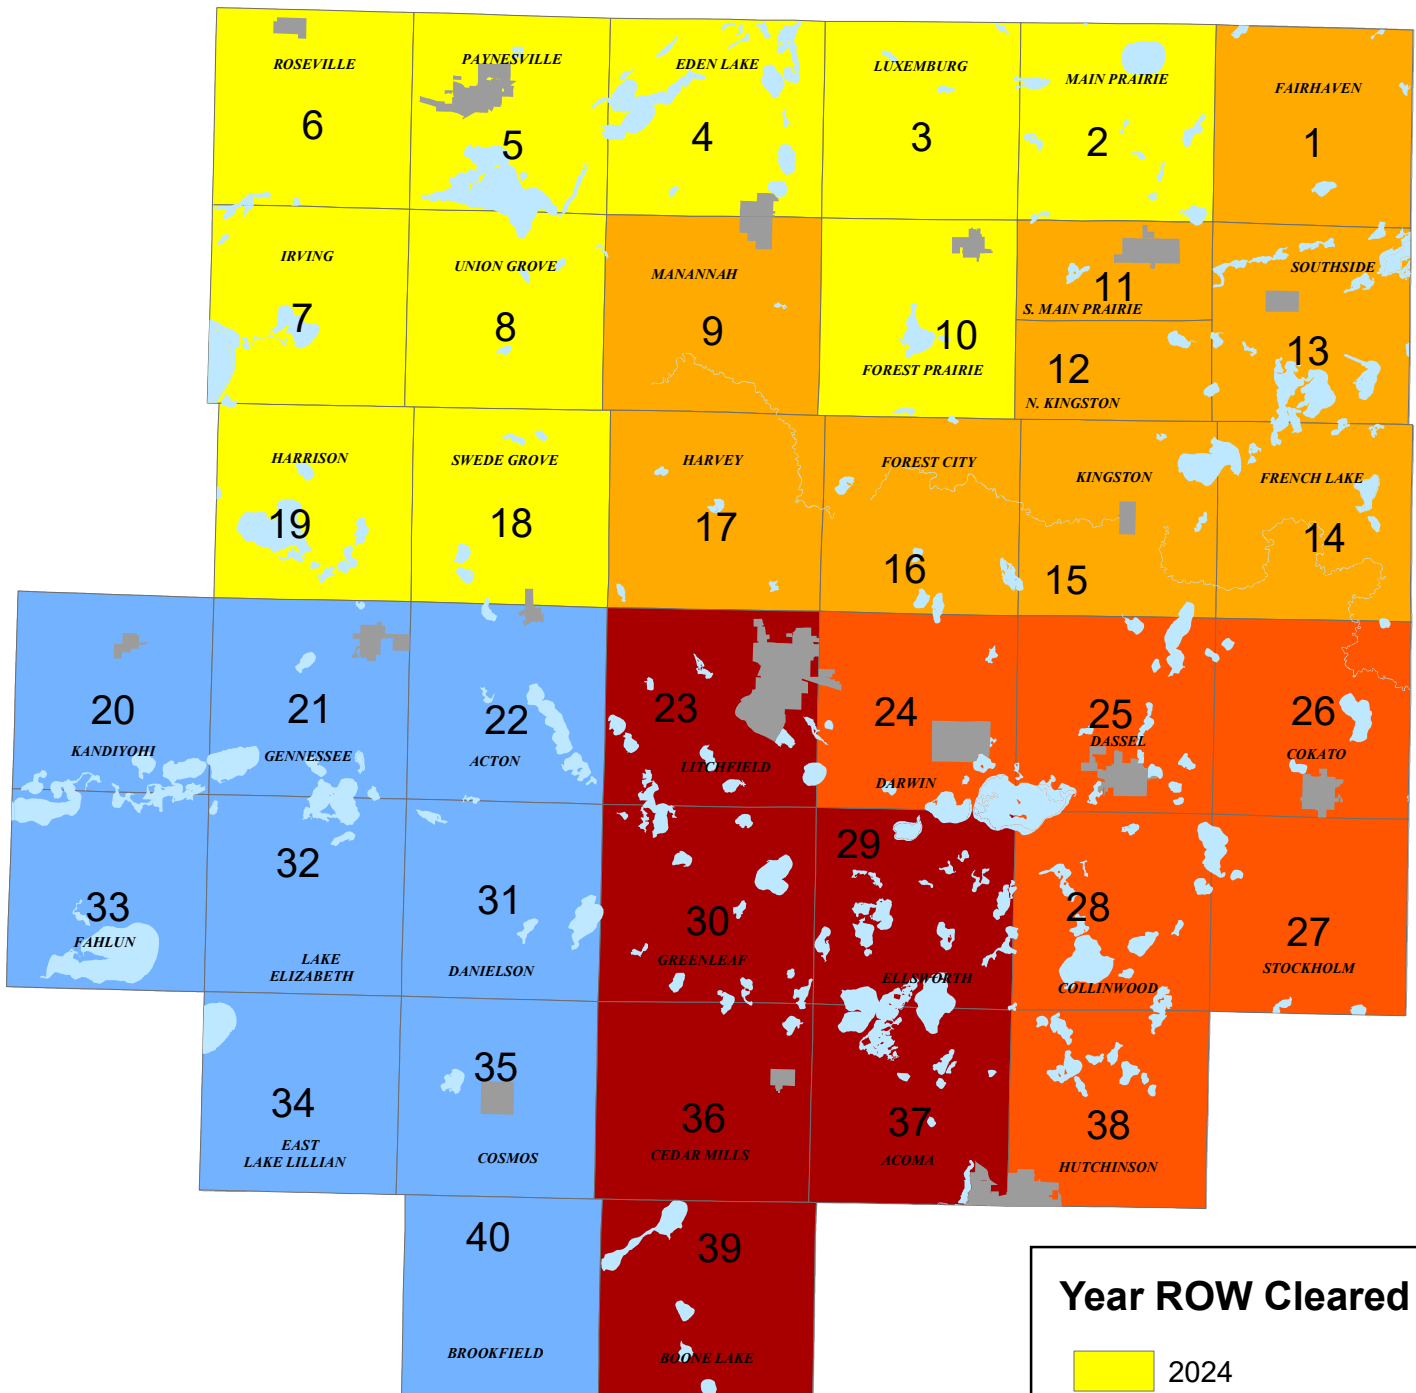 ROSEVILLE
6
PAYNESVILLE
5
EDEN LAKE
4
LUXEMBURG
3
MAIN PRAIRIE
2
FAIRHAVEN
1
IRVING
7
UNION GROVE
8
MANANNAH
9
10
FOREST PRAIRIE
11
S. MAIN PRAIRIE
12
N. KINGSTON
SOUTHSIDE
13
HARRISON
19
SWEDE GROVE
18
HARVEY
17
FOREST CITY
16
KINGSTON
15
FRENCH LAKE
14
20
KANDIYOHI
21
GENNESSEE
22
ACTON
23
LITCHFIELD
24
DARWIN
25
DASSEL
26
COKATO
33
FAHLUN
32
LAKE
ELIZABETH
31
DANIELSON
30
GREENLEAF
29
ELLSWORTH
28
COLLINWOOD
27
STOCKHOLM
34
EAST
LAKE LILLIAN
35
COSMOS
36
CEDAR MILLS
37
ACOMA
38
HUTCHINSON
40
BROOKFIELD
39
BOONE LAKE
Year ROW Cleared
2024